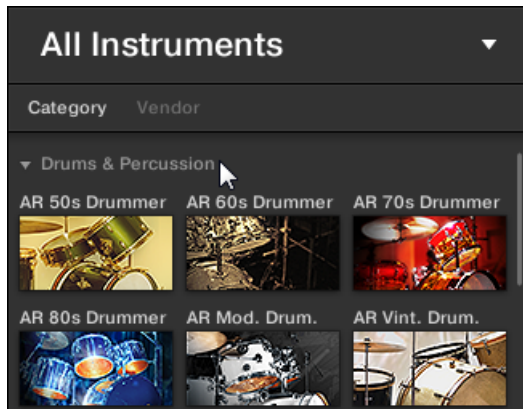 All Instruments
Category Vendor
Drums & Percussion
AR 50s Drummer AR 60s Drummer AR 70s Drummer
AR 80s Drummer AR Mod. Drum. AR Vint. Drum.